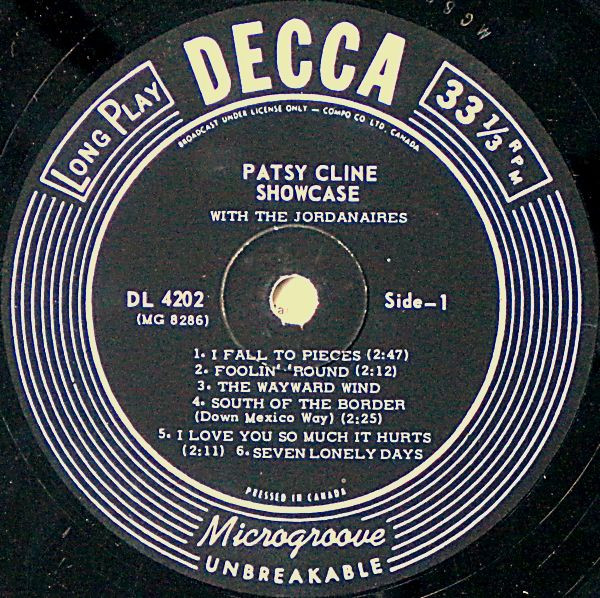 DECCA
LONG PLAY
33 1/3 RPM
BROADCAST UNDER LICENSE ONLY — COMPO CO. LTD. CANADA
PATSY CLINE
SHOWCASE
WITH THE JORDANAIRES
DL 4202
(MG 8286)
Side-1
1. I FALL TO PIECES (2:47)
2. FOOLIN' 'ROUND (2:12)
3. THE WAYWARD WIND
4. SOUTH OF THE BORDER
(Down Mexico Way) (2:25)
5. I LOVE YOU SO MUCH IT HURTS
(2:11) 6. SEVEN LONELY DAYS
PRESSED IN CANADA
Microgroove
UNBREAKABLE